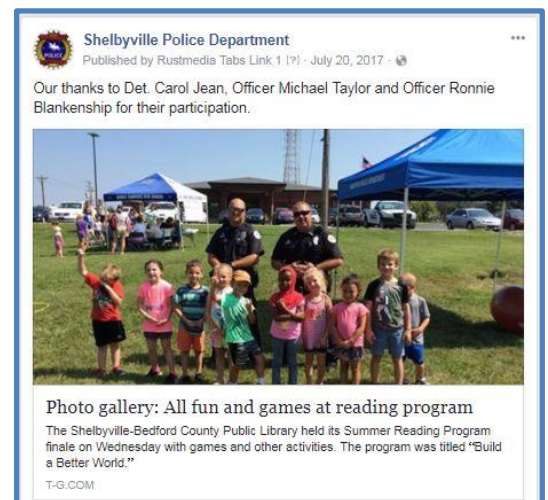 Shelbyville Police Department
Published by Rustmedia Tabs Link 1 [?] · July 20, 2017 ·
Our thanks to Det. Carol Jean, Officer Michael Taylor and Officer Ronnie
Blankenship for their participation.
Photo gallery: All fun and games at reading program
The Shelbyville-Bedford County Public Library held its Summer Reading Program
finale on Wednesday with games and other activities. The program was titled “Build
a Better World.”
T-G.COM